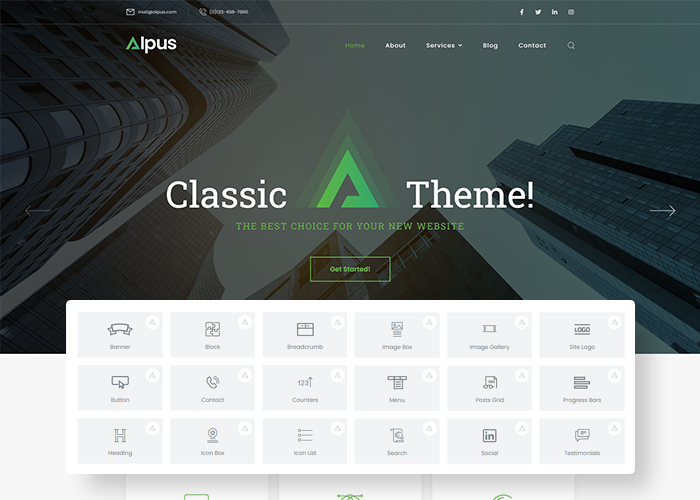 mail@alpus.com (0)123-456-7986
Alpus Home About Services Blog Contact
Classic Theme!
THE BEST CHOICE FOR YOUR NEW WEBSITE
Get Started!
LOGO
Banner Block Breadcrumb Image Box Image Gallery Site Logo
123
Button Contact Counters Menu Posts Grid Progress Bars
H in
Heading Icon Box Icon List Search Social Testimonials